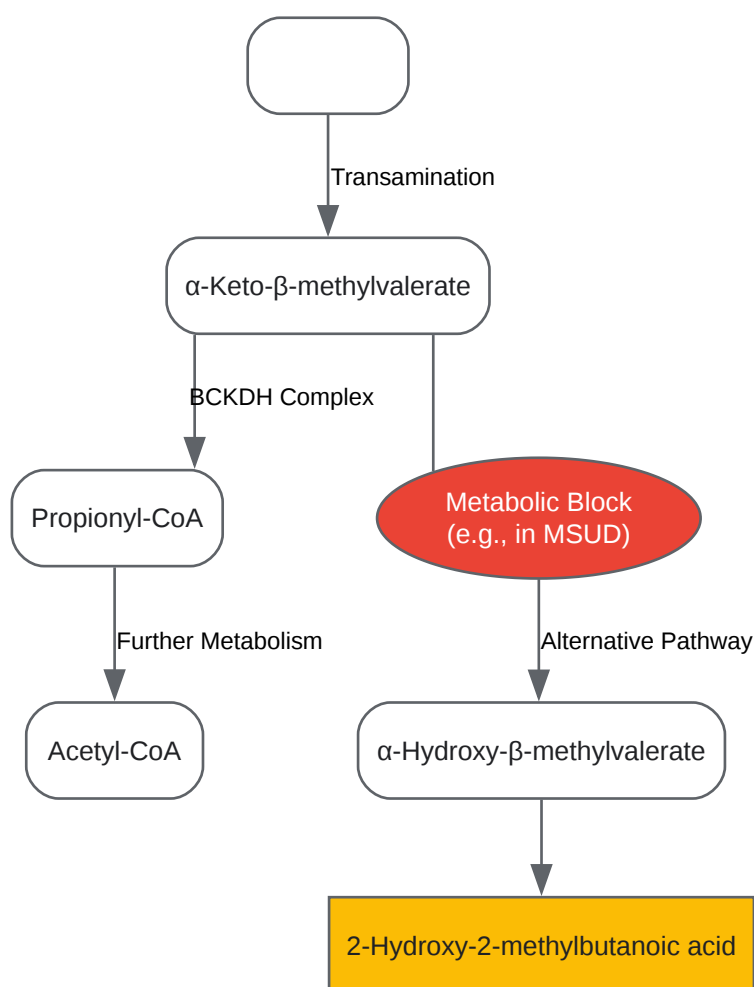 Transamination
α-Keto-β-methylvalerate
BCKDH Complex
Propionyl-CoA
Metabolic Block
(e.g., in MSUD)
Further Metabolism
Alternative Pathway
Acetyl-CoA
α-Hydroxy-β-methylvalerate
2-Hydroxy-2-methylbutanoic acid